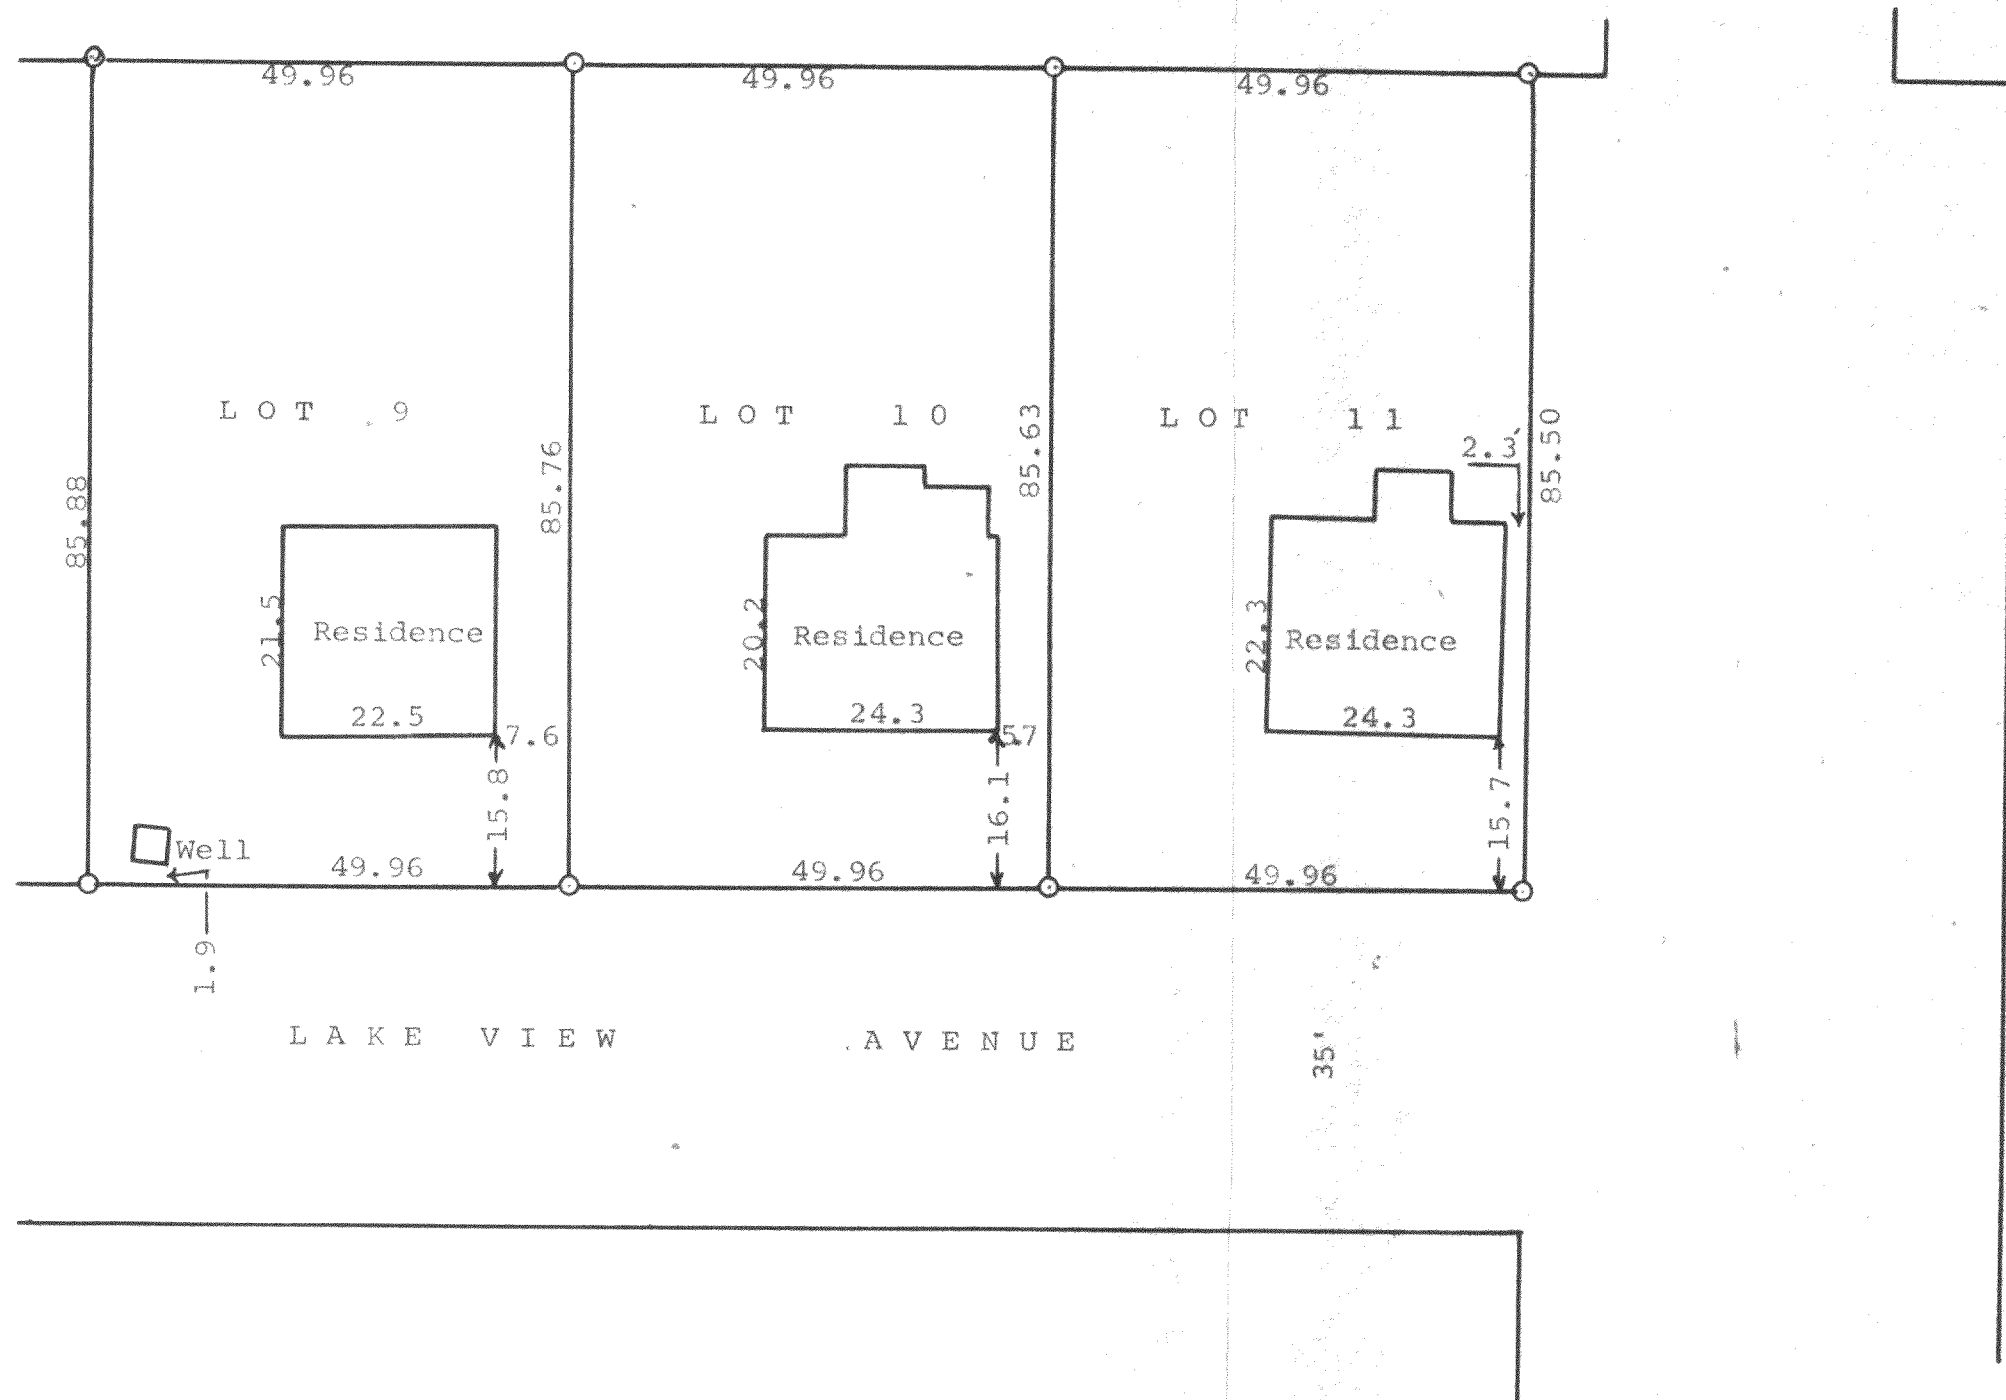 49.96 49.96 49.96
LOT 9 LOT 10 LOT 11
85.88 85.76 85.63 85.50
2.3'
21.5 Residence 20.2 Residence 22.3 Residence
22.5 24.3 24.3
7.6 5.7
15.8 16.1 15.7
Well
49.96 49.96 49.96
1.9
LAKE VIEW AVENUE 35'